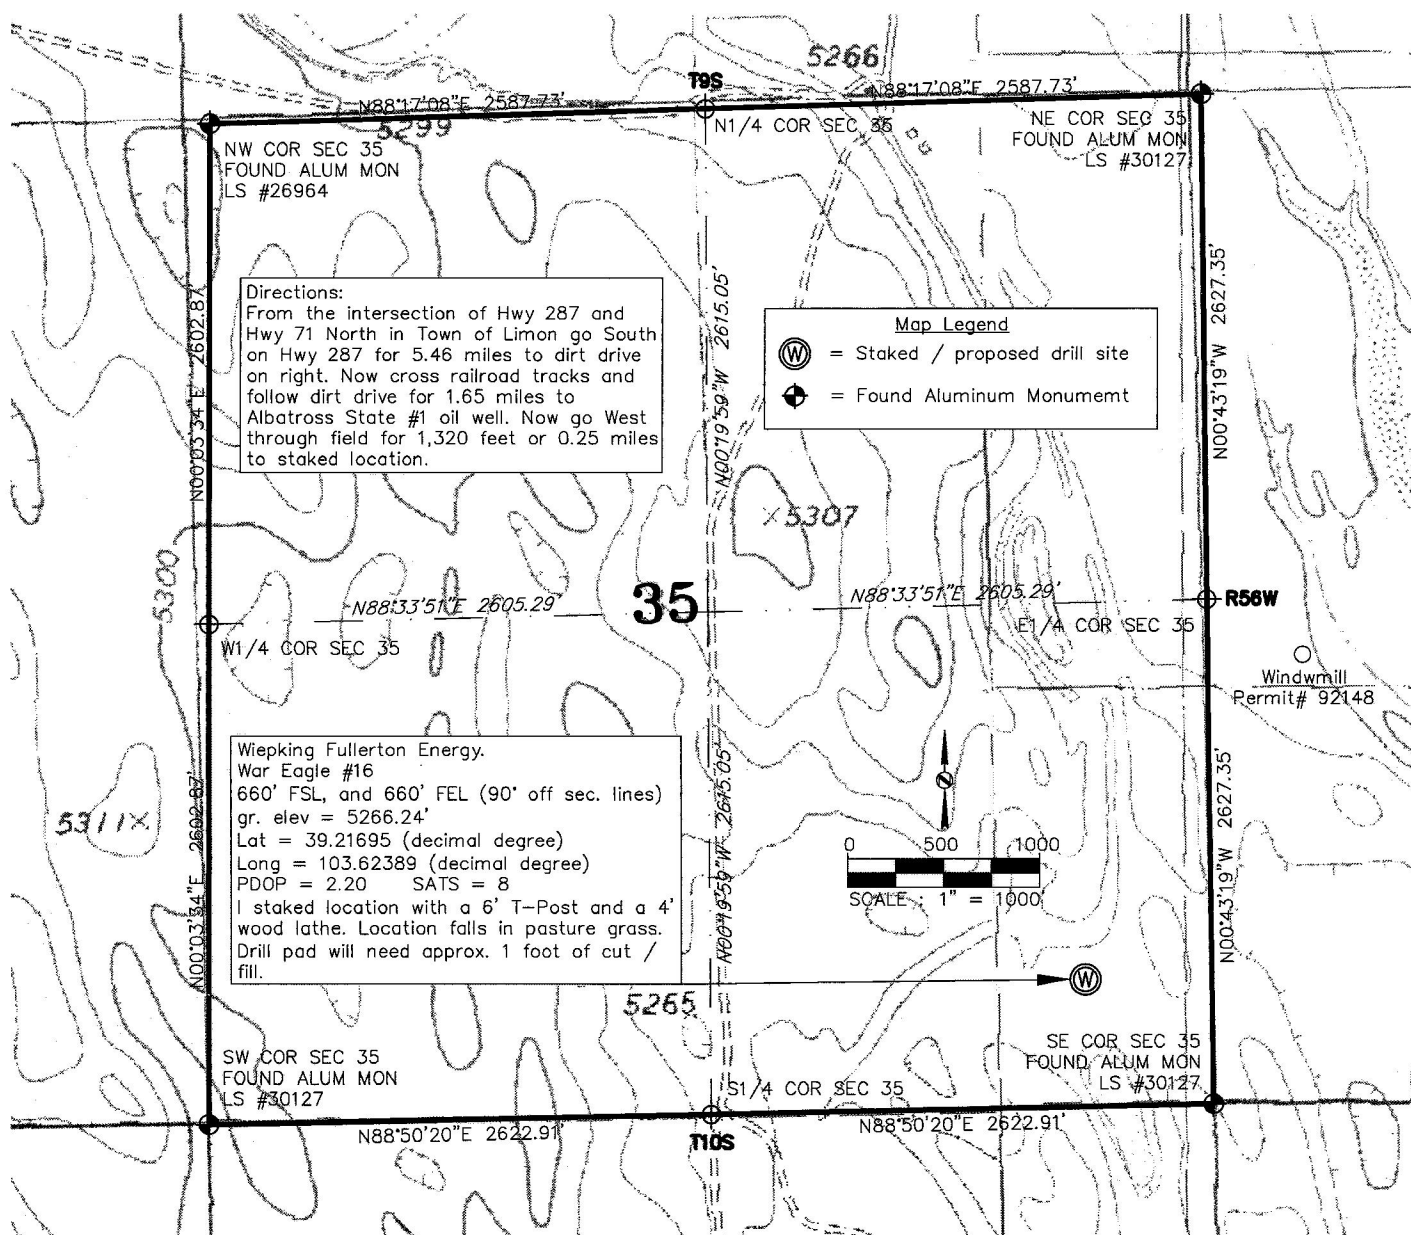 5266
T9S
N88°17'08"E 2587.73'
N88°17'08"E 2587.73'
5299
N1/4 COR SEC 35
NW COR SEC 35
FOUND ALUM MON
LS #26964
NE COR SEC 35
FOUND ALUM MON
LS #30127
N00°03'34"E 2602.87'
Directions:
From the intersection of Hwy 287 and
Hwy 71 North in Town of Limon go South
on Hwy 287 for 5.46 miles to dirt drive
on right. Now cross railroad tracks and
follow dirt drive for 1.65 miles to
Albatross State #1 oil well. Now go West
through field for 1,320 feet or 0.25 miles
to staked location.
N00°19'59"W 2615.05'
Map Legend
W = Staked / proposed drill site
= Found Aluminum Monumemt
N00°43'19"W 2627.35'
5307
5300
35
N88°33'51"E 2605.29'
N88°33'51"E 2605.29'
R56W
W1/4 COR SEC 35
E1/4 COR SEC 35
Windwmill
Permit# 92148
5311
N00°03'34"E 2602.87'
Wiepking Fullerton Energy.
War Eagle #16
660' FSL, and 660' FEL (90° off sec. lines)
gr. elev = 5266.24'
Lat = 39.21695 (decimal degree)
Long = 103.62389 (decimal degree)
PDOP = 2.20 SATS = 8
I staked location with a 6' T-Post and a 4'
wood lathe. Location falls in pasture grass.
Drill pad will need approx. 1 foot of cut /
fill.
N00°19'59"W 2615.05'
N
0 500 1000
SCALE : 1" = 1000'
N00°43'19"W 2627.35'
W
5265
SW COR SEC 35
FOUND ALUM MON
LS #30127
SE COR SEC 35
FOUND ALUM MON
LS #30127
S1/4 COR SEC 35
N88°50'20"E 2622.91'
T10S
N88°50'20"E 2622.91'